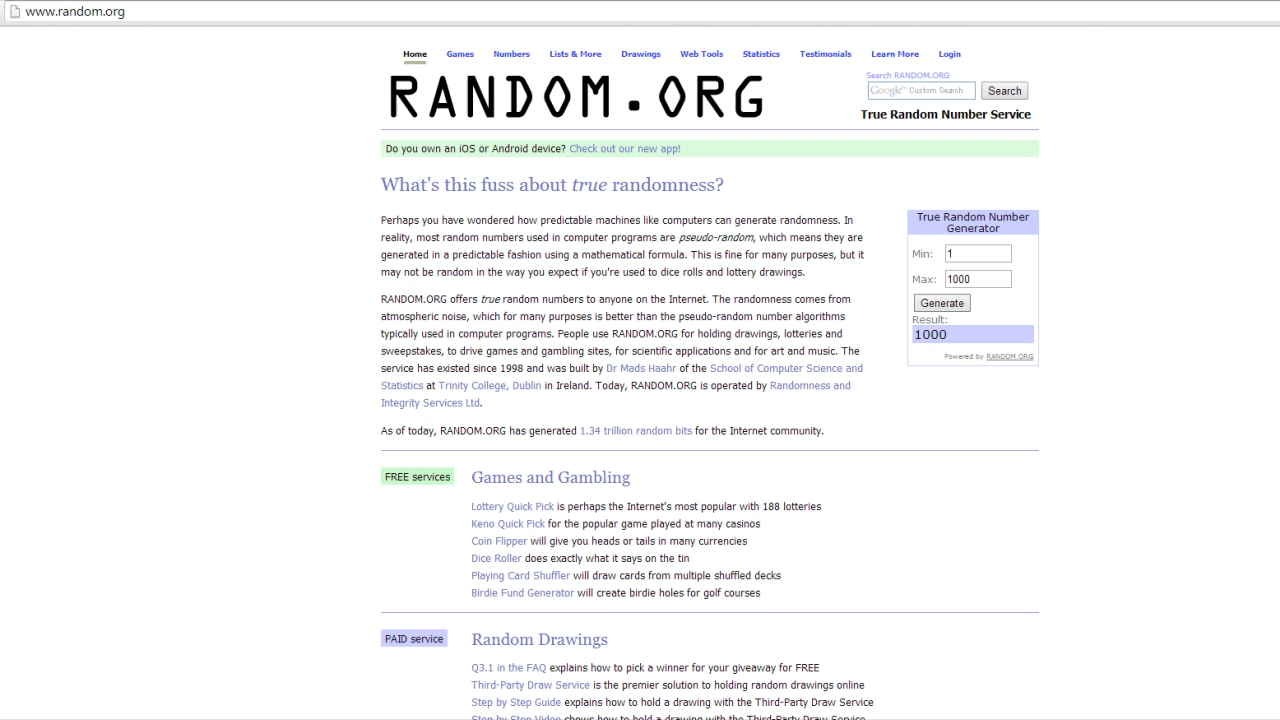 www.random.org
Home Games Numbers Lists & More Drawings Web Tools Statistics Testimonials Learn More Login
RANDOM.ORG
Search RANDOM.ORG
Google™ Custom Search Search
True Random Number Service
Do you own an iOS or Android device? Check out our new app!
What's this fuss about true randomness?
Perhaps you have wondered how predictable machines like computers can generate randomness. In
reality, most random numbers used in computer programs are pseudo-random, which means they are
generated in a predictable fashion using a mathematical formula. This is fine for many purposes, but it
may not be random in the way you expect if you're used to dice rolls and lottery drawings.
RANDOM.ORG offers true random numbers to anyone on the Internet. The randomness comes from
atmospheric noise, which for many purposes is better than the pseudo-random number algorithms
typically used in computer programs. People use RANDOM.ORG for holding drawings, lotteries and
sweepstakes, to drive games and gambling sites, for scientific applications and for art and music. The
service has existed since 1998 and was built by Dr Mads Haahr of the School of Computer Science and
Statistics at Trinity College, Dublin in Ireland. Today, RANDOM.ORG is operated by Randomness and
Integrity Services Ltd.
As of today, RANDOM.ORG has generated 1.34 trillion random bits for the Internet community.
True Random Number
Generator
Min: 1
Max: 1000
Generate
Result:
1000
Powered by RANDOM.ORG
FREE services
Games and Gambling
Lottery Quick Pick is perhaps the Internet's most popular with 188 lotteries
Keno Quick Pick for the popular game played at many casinos
Coin Flipper will give you heads or tails in many currencies
Dice Roller does exactly what it says on the tin
Playing Card Shuffler will draw cards from multiple shuffled decks
Birdie Fund Generator will create birdie holes for golf courses
PAID service
Random Drawings
Q3.1 in the FAQ explains how to pick a winner for your giveaway for FREE
Third-Party Draw Service is the premier solution to holding random drawings online
Step by Step Guide explains how to hold a drawing with the Third-Party Draw Service
Step by Step Video shows how to hold a drawing with the Third-Party Draw Service